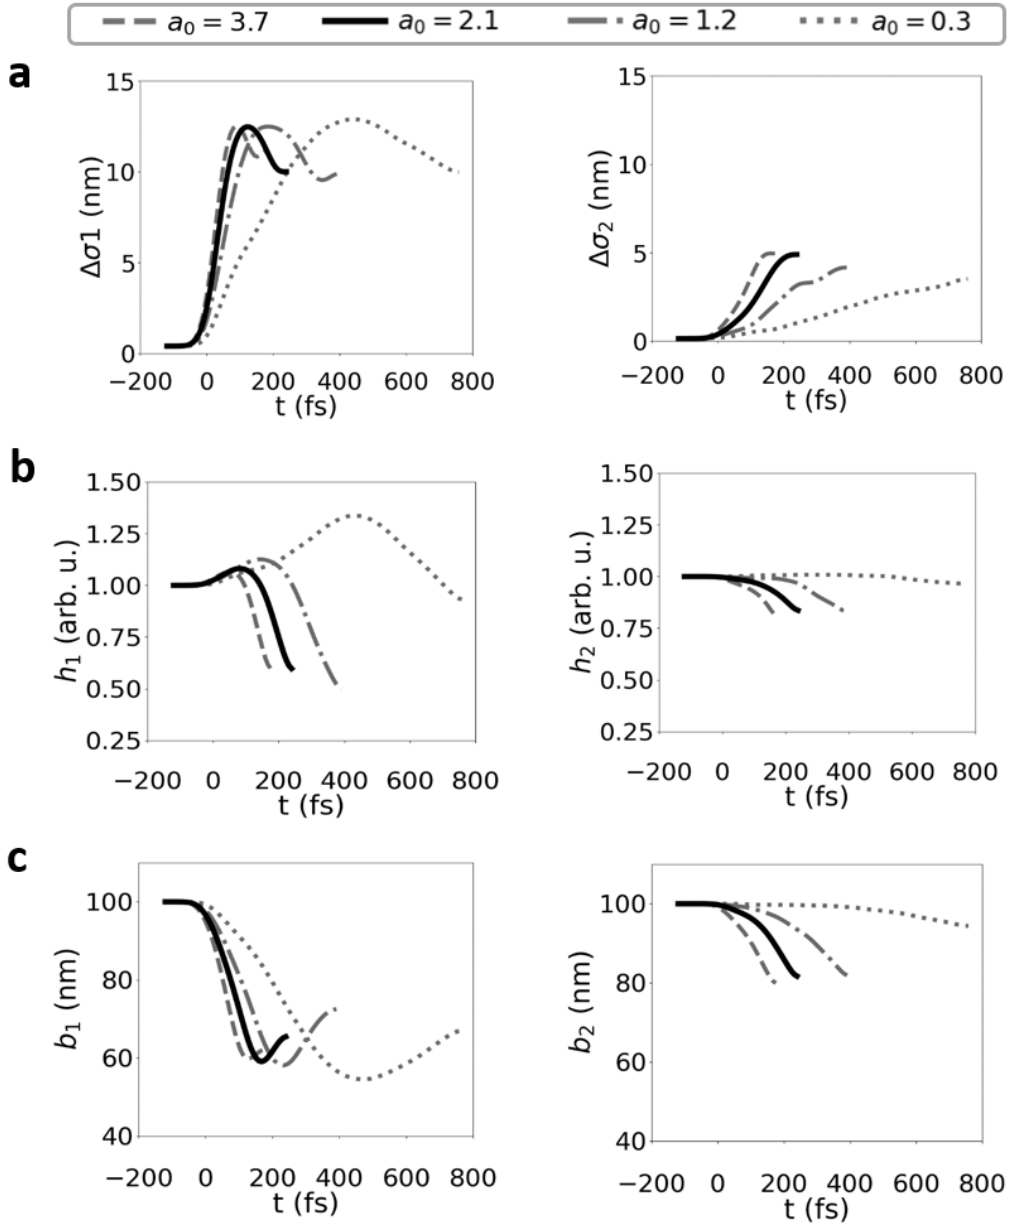 a₀ = 3.7 a₀ = 2.1 a₀ = 1.2 a₀ = 0.3
a
Δσ1 (nm)
15
10
5
0
−200 0 200 400 600 800
t (fs)
Δσ₂ (nm)
15
10
5
0
−200 0 200 400 600 800
t (fs)
b
h₁ (arb. u.)
1.50
1.25
1.00
0.75
0.50
0.25
−200 0 200 400 600 800
t (fs)
h₂ (arb. u.)
1.50
1.25
1.00
0.75
0.50
0.25
−200 0 200 400 600 800
t (fs)
c
b₁ (nm)
100
80
60
40
−200 0 200 400 600 800
t (fs)
b₂ (nm)
100
80
60
40
−200 0 200 400 600 800
t (fs)